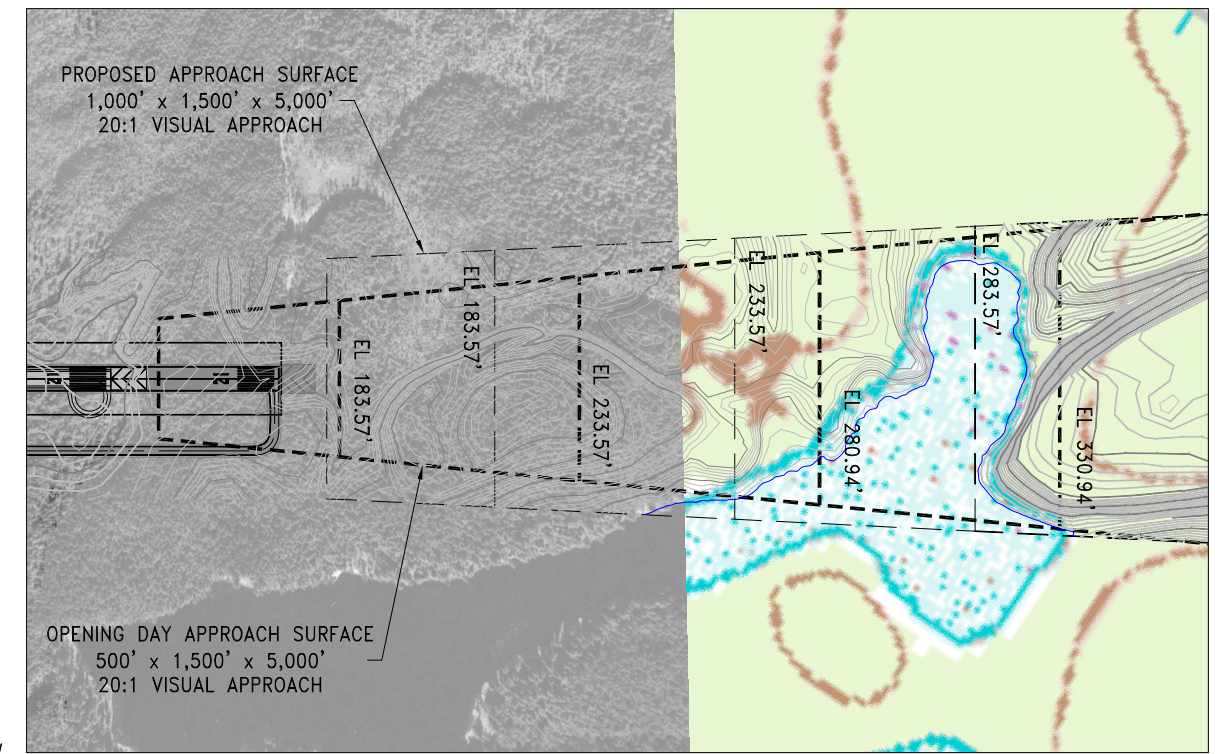 PROPOSED APPROACH SURFACE
1,000' x 1,500' x 5,000'
20:1 VISUAL APPROACH
EL 183.57'
EL 183.57'
EL 233.57'
EL 233.57'
EL 280.94'
EL 283.57'
EL 330.94'
21
21
OPENING DAY APPROACH SURFACE
500' x 1,500' x 5,000'
20:1 VISUAL APPROACH